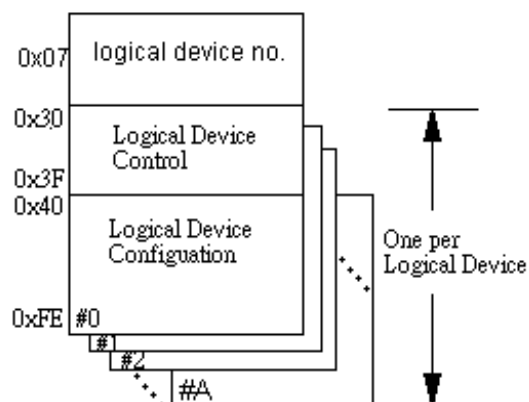 0x07
logical device no.
0x30
Logical Device
Control
0x3F
0x40
Logical Device
Configuation
One per
Logical Device
0xFE
#0
#1
#2
#A